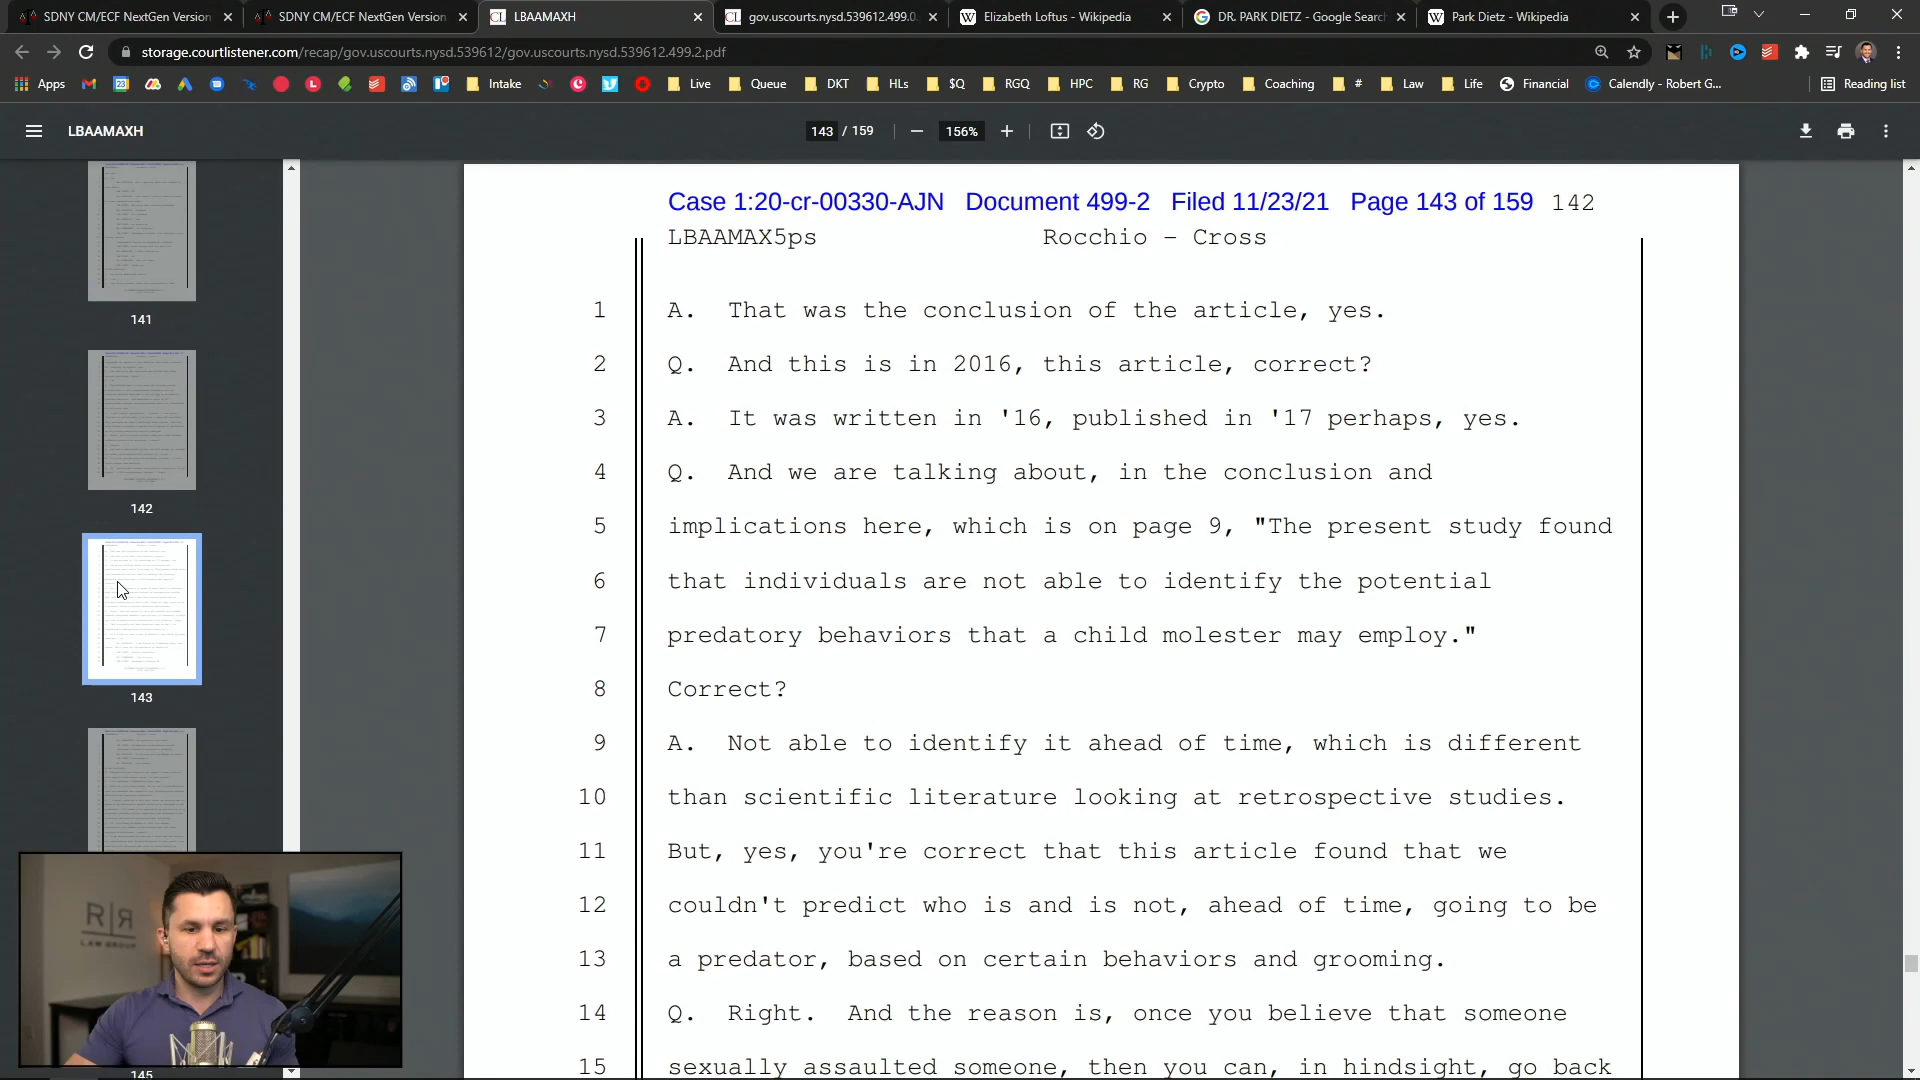 SDNY CM/ECF NextGen Version
SDNY CM/ECF NextGen Version
CL LBAAMAXH
CL gov.uscourts.nysd.539612.499.0.
W Elizabeth Loftus - Wikipedia
DR. PARK DIETZ - Google Search
W Park Dietz - Wikipedia
storage.courtlistener.com/recap/gov.uscourts.nysd.539612/gov.uscourts.nysd.539612.499.2.pdf
Apps
Intake
Live
Queue
DKT
HLs
$Q
RGQ
HPC
RG
Crypto
Coaching
#
Law
Life
Financial
Calendly - Robert G...
Reading list
LBAAMAXH
143 / 159
156%
141
142
143
145
Case 1:20-cr-00330-AJN Document 499-2 Filed 11/23/21 Page 143 of 159 142
LBAAMAX5ps Rocchio - Cross
1 A. That was the conclusion of the article, yes.
2 Q. And this is in 2016, this article, correct?
3 A. It was written in '16, published in '17 perhaps, yes.
4 Q. And we are talking about, in the conclusion and
5 implications here, which is on page 9, "The present study found
6 that individuals are not able to identify the potential
7 predatory behaviors that a child molester may employ."
8 Correct?
9 A. Not able to identify it ahead of time, which is different
10 than scientific literature looking at retrospective studies.
11 But, yes, you're correct that this article found that we
12 couldn't predict who is and is not, ahead of time, going to be
13 a predator, based on certain behaviors and grooming.
14 Q. Right. And the reason is, once you believe that someone
15 sexually assaulted someone, then you can, in hindsight, go back
R|R
LAW GROUP